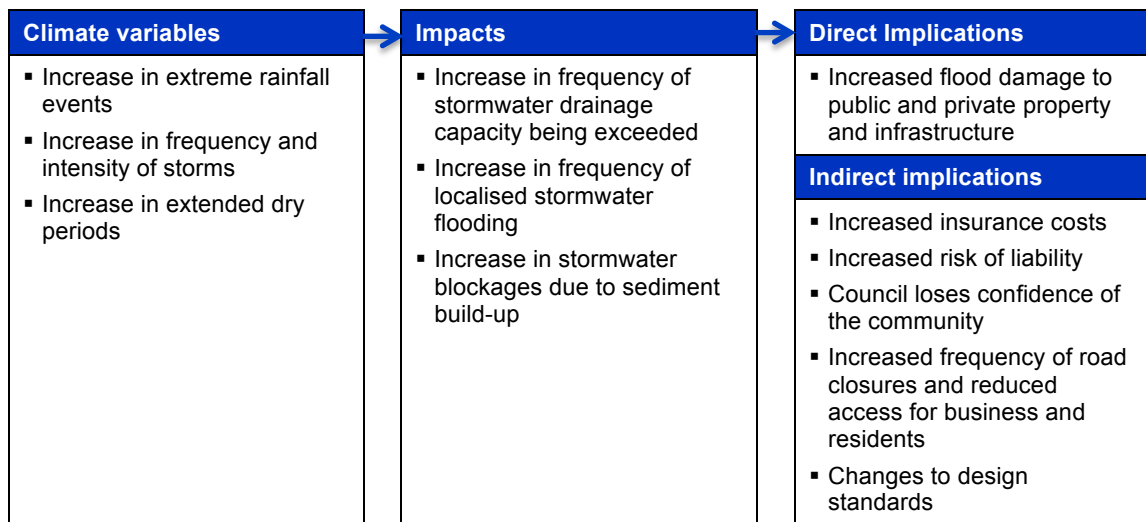 Climate variables
▪ Increase in extreme rainfall
events
▪ Increase in frequency and
intensity of storms
▪ Increase in extended dry
periods
Impacts
▪ Increase in frequency of
stormwater drainage
capacity being exceeded
▪ Increase in frequency of
localised stormwater
flooding
▪ Increase in stormwater
blockages due to sediment
build-up
Direct Implications
▪ Increased flood damage to
public and private property
and infrastructure
Indirect implications
▪ Increased insurance costs
▪ Increased risk of liability
▪ Council loses confidence of
the community
▪ Increased frequency of road
closures and reduced
access for business and
residents
▪ Changes to design
standards